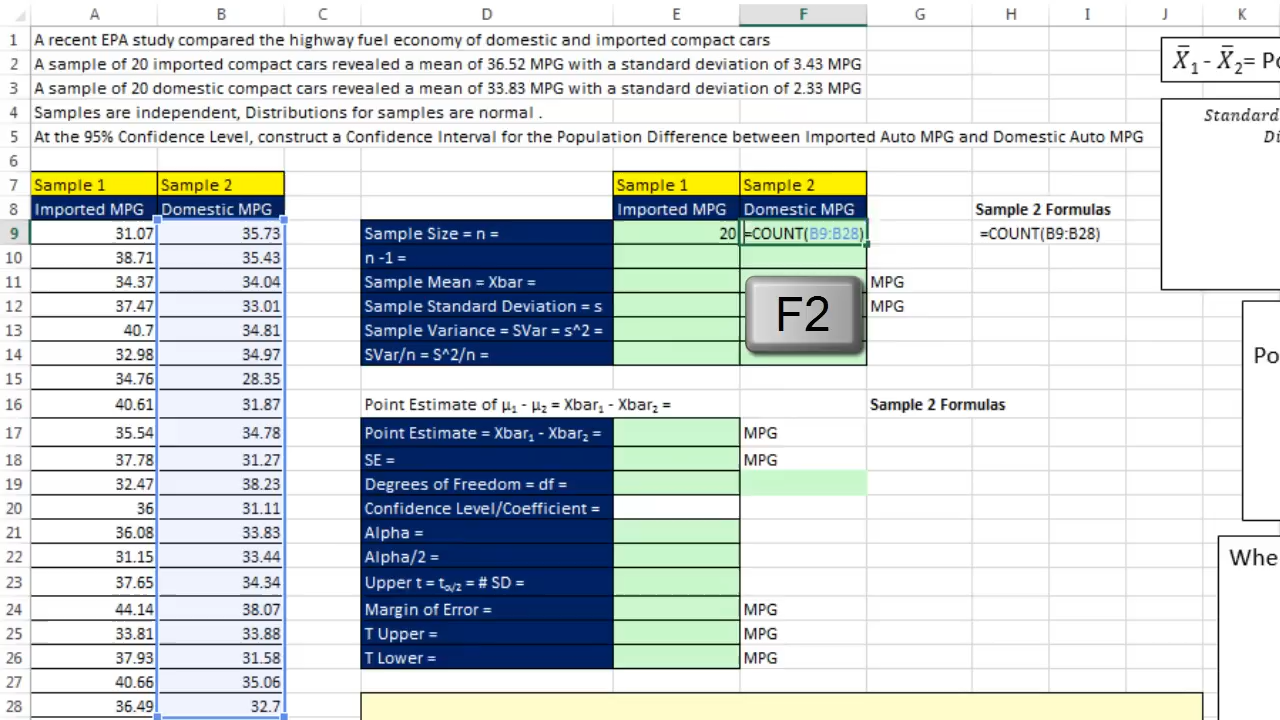 A B C D E F G H I J K
1 A recent EPA study compared the highway fuel economy of domestic and imported compact cars
2 A sample of 20 imported compact cars revealed a mean of 36.52 MPG with a standard deviation of 3.43 MPG
3 A sample of 20 domestic compact cars revealed a mean of 33.83 MPG with a standard deviation of 2.33 MPG
4 Samples are independent, Distributions for samples are normal .
5 At the 95% Confidence Level, construct a Confidence Interval for the Population Difference between Imported Auto MPG and Domestic Auto MPG
X̄₁ - X̄₂= Po
Standard
Di
6
7 Sample 1 Sample 2 Sample 1 Sample 2
8 Imported MPG Domestic MPG Imported MPG Domestic MPG Sample 2 Formulas
9 31.07 35.73 Sample Size = n = 20 =COUNT(B9:B28) =COUNT(B9:B28)
10 38.71 35.43 n -1 =
11 34.37 34.04 Sample Mean = Xbar = MPG
12 37.47 33.01 Sample Standard Deviation = s MPG
F2
13 40.7 34.81 Sample Variance = SVar = s^2 =
14 32.98 34.97 SVar/n = S^2/n = Po
15 34.76 28.35
16 40.61 31.87 Point Estimate of µ₁ - µ₂ = Xbar₁ - Xbar₂ = Sample 2 Formulas
17 35.54 34.78 Point Estimate = Xbar₁ - Xbar₂ = MPG
18 37.78 31.27 SE = MPG
19 32.47 38.23 Degrees of Freedom = df =
20 36 31.11 Confidence Level/Coefficient =
21 36.08 33.83 Alpha =
22 31.15 33.44 Alpha/2 = Whe
23 37.65 34.34 Upper t = tα/₂ = # SD =
24 44.14 38.07 Margin of Error = MPG
25 33.81 33.88 T Upper = MPG
26 37.93 31.58 T Lower = MPG
27 40.66 35.06
28 36.49 32.7